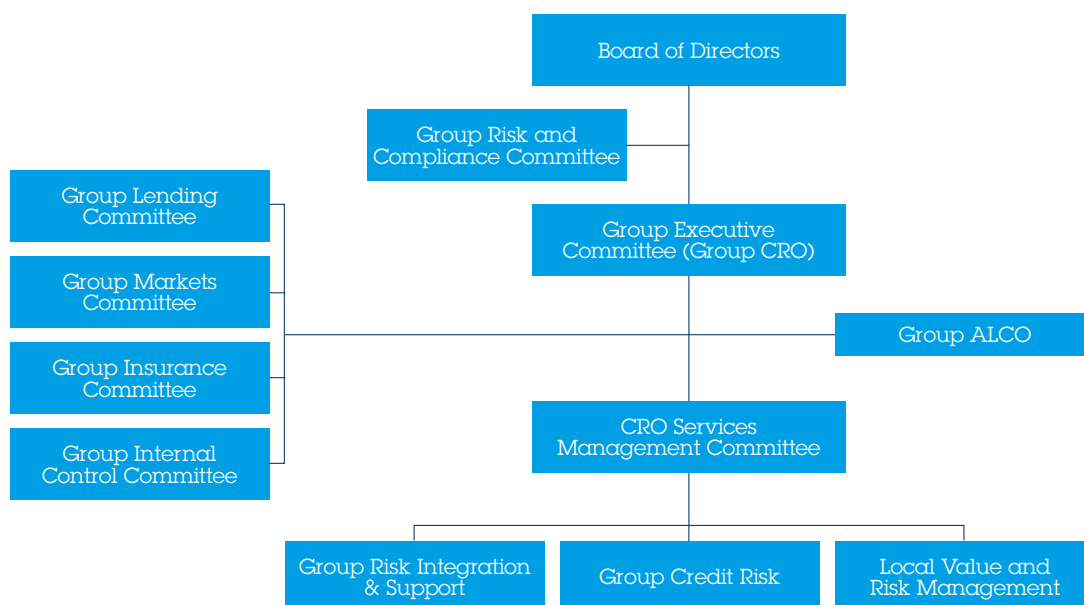 Board of Directors
Group Risk and
Compliance Committee
Group Lending
Committee
Group Executive
Committee (Group CRO)
Group Markets
Committee
Group ALCO
Group Insurance
Committee
CRO Services
Management Committee
Group Internal
Control Committee
Group Risk Integration
& Support
Group Credit Risk
Local Value and
Risk Management